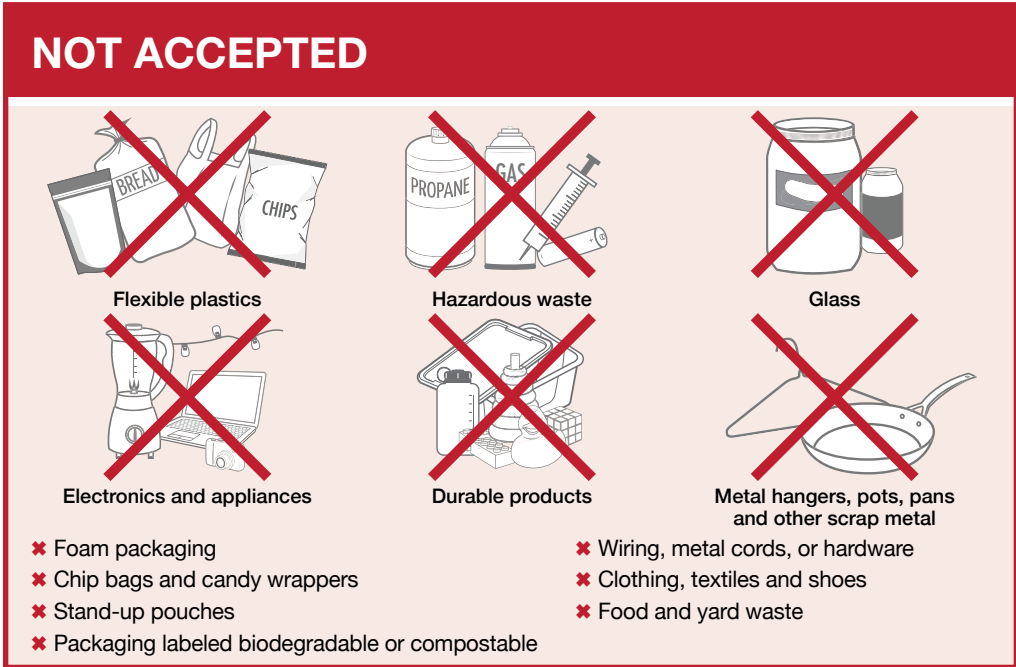 NOT ACCEPTED
BREAD
CHIPS
PROPANE
GAS
Flexible plastics
Hazardous waste
Glass
Electronics and appliances
Durable products
Metal hangers, pots, pans
and other scrap metal
✖ Foam packaging
✖ Chip bags and candy wrappers
✖ Stand-up pouches
✖ Packaging labeled biodegradable or compostable
✖ Wiring, metal cords, or hardware
✖ Clothing, textiles and shoes
✖ Food and yard waste